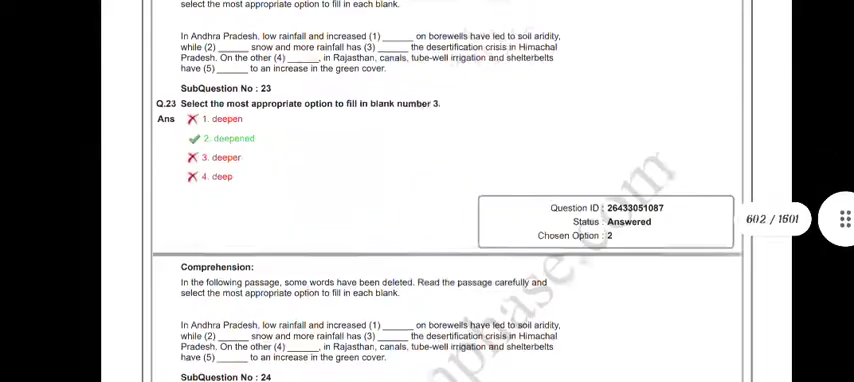 select the most appropriate option to fill in each blank.
In Andhra Pradesh, low rainfall and increased (1) ______ on borewells have led to soil aridity,
while (2) ______ snow and more rainfall has (3) ______ the desertification crisis in Himachal
Pradesh. On the other (4) ______, in Rajasthan, canals, tube-well irrigation and shelterbelts
have (5) ______ to an increase in the green cover.
SubQuestion No : 23
Q.23 Select the most appropriate option to fill in blank number 3.
Ans 1. deepen
2. deepened
3. deeper
4. deep
Question ID : 26433051087
Status : Answered
Chosen Option : 2
602 / 1501
Comprehension:
In the following passage, some words have been deleted. Read the passage carefully and
select the most appropriate option to fill in each blank.
In Andhra Pradesh, low rainfall and increased (1) ______ on borewells have led to soil aridity,
while (2) ______ snow and more rainfall has (3) ______ the desertification crisis in Himachal
Pradesh. On the other (4) ______, in Rajasthan, canals, tube-well irrigation and shelterbelts
have (5) ______ to an increase in the green cover.
SubQuestion No : 24